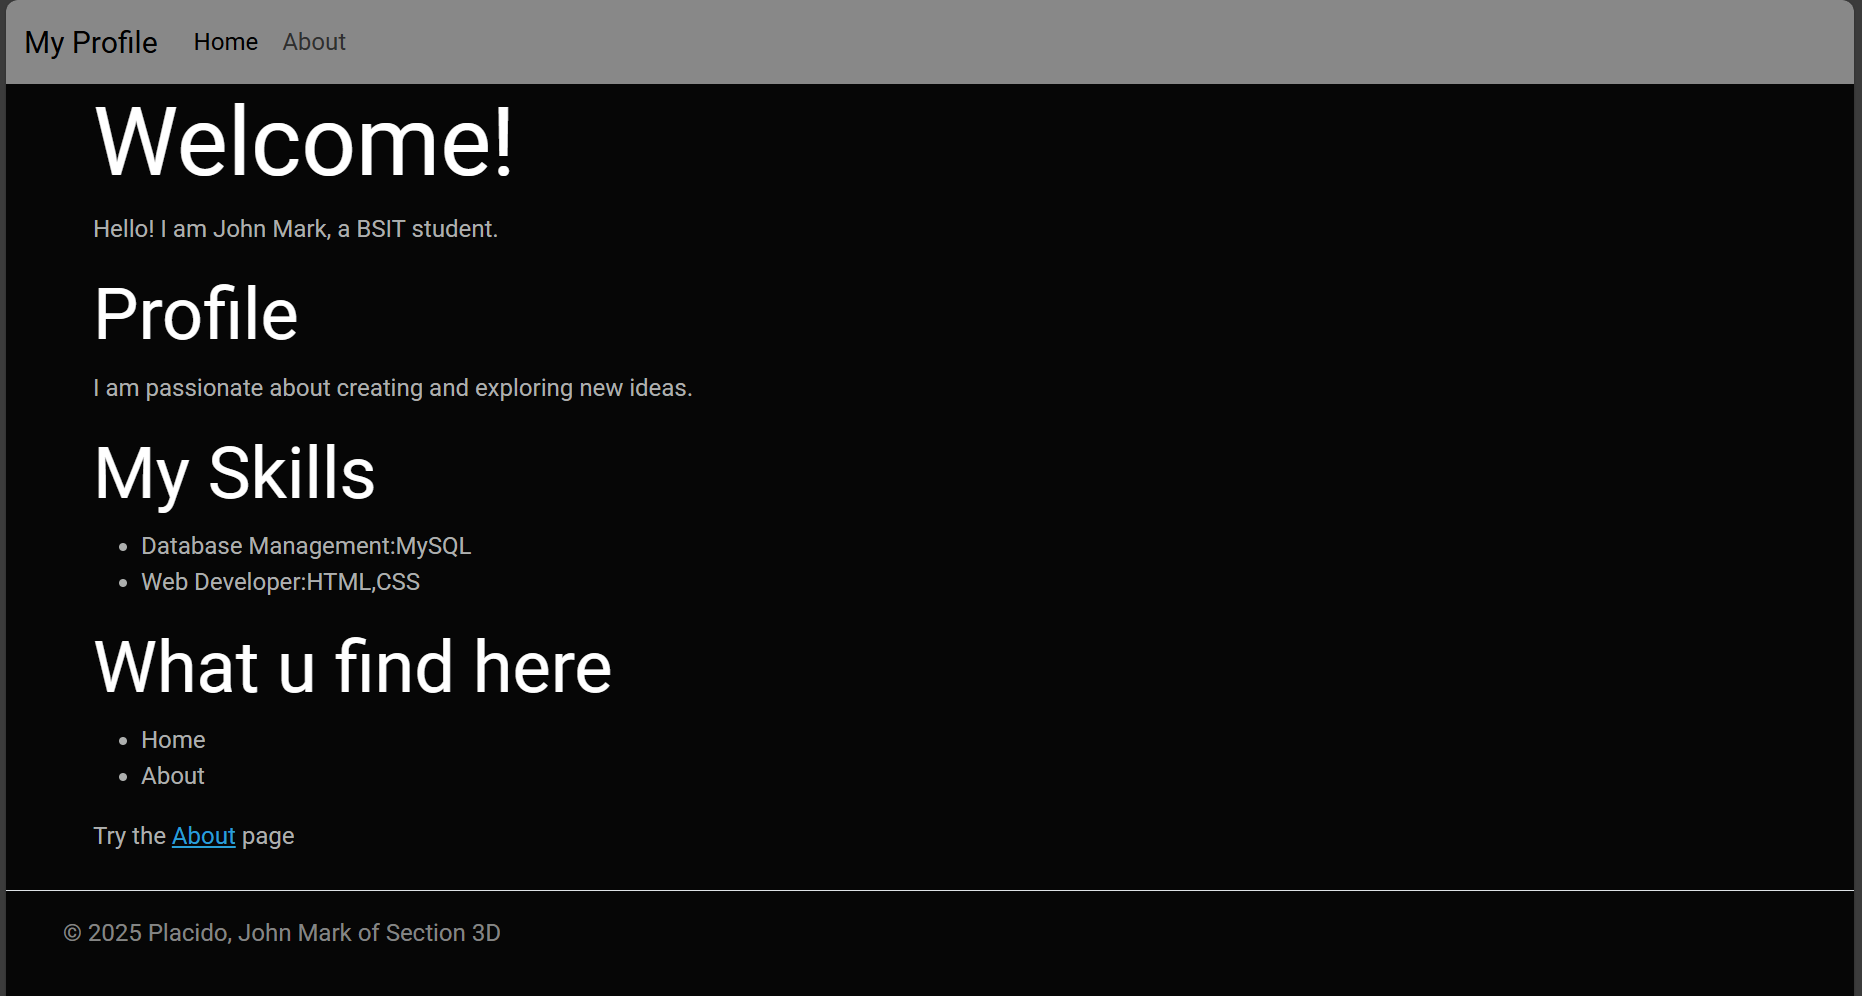 My Profile Home About
Welcome!
Hello! I am John Mark, a BSIT student.
Profile
I am passionate about creating and exploring new ideas.
My Skills
• Database Management:MySQL
• Web Developer:HTML,CSS
What u find here
• Home
• About
Try the About page
© 2025 Placido, John Mark of Section 3D